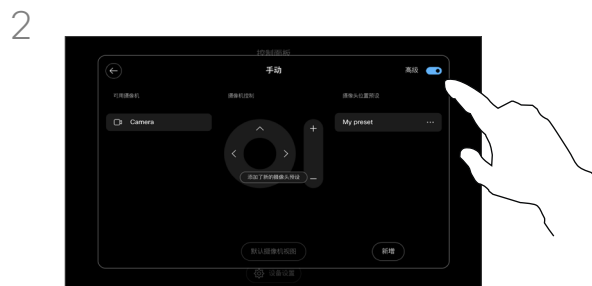 2
控制面板
手动
高级
可用摄像机
摄像机控制
摄像头位置预设
Camera
My preset
添加了新的摄像头预设
默认摄像机视图
新增
设备设置